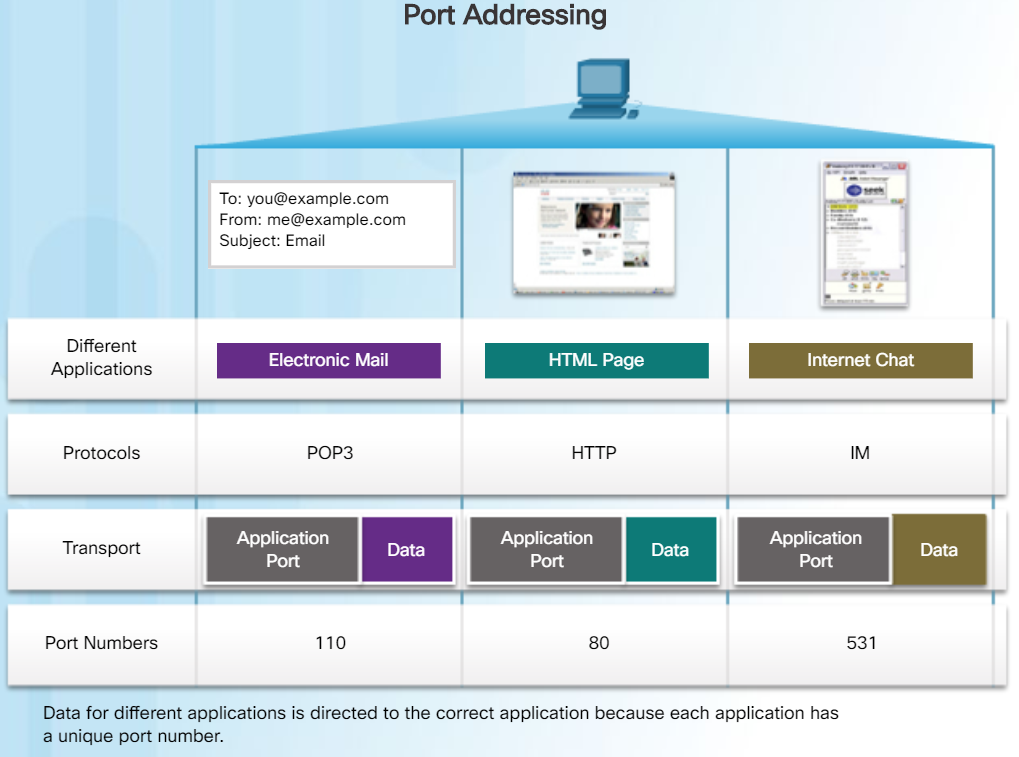 Port Addressing
To: you@example.com
From: me@example.com
Subject: Email
seek
Different
Applications
Electronic Mail
HTML Page
Internet Chat
Protocols
POP3
HTTP
IM
Transport
Application
Port
Data
Application
Port
Data
Application
Port
Data
Port Numbers
110
80
531
Data for different applications is directed to the correct application because each application has
a unique port number.